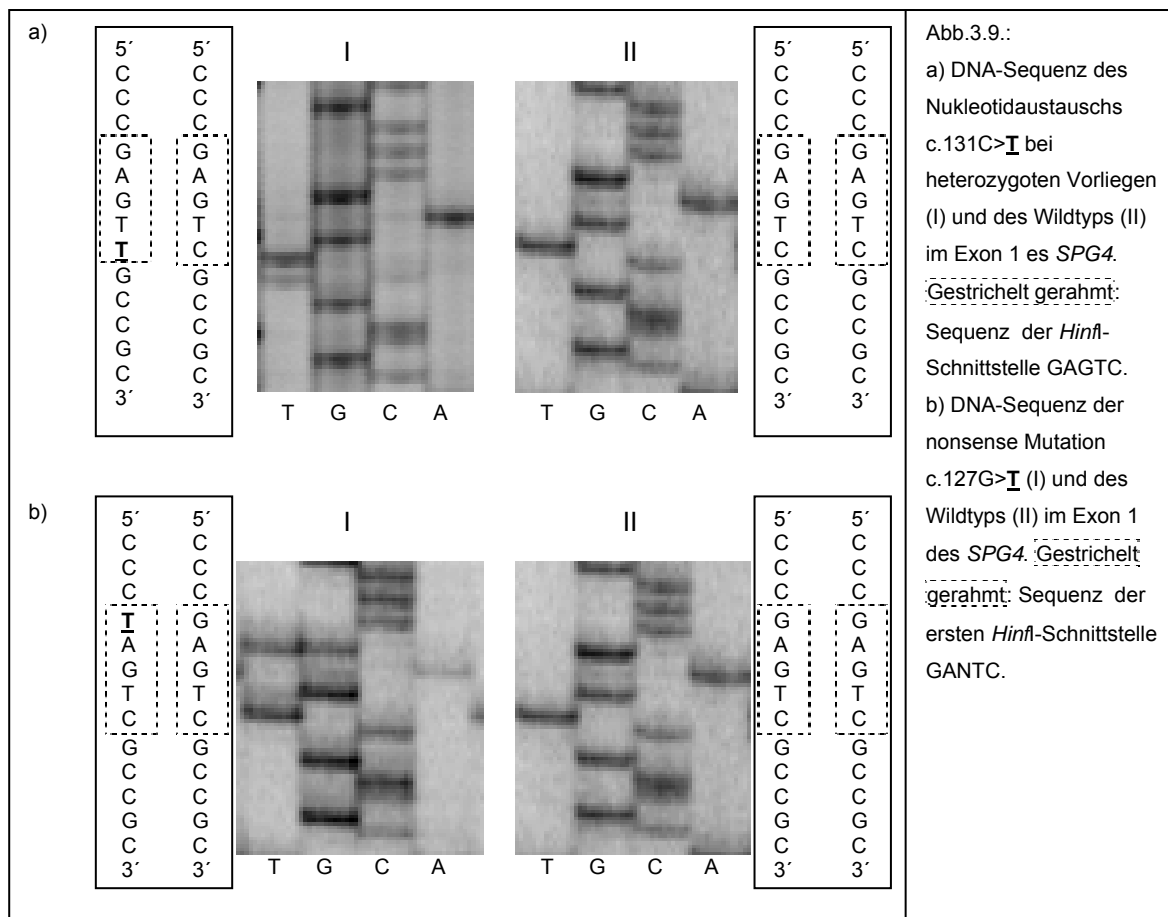 a)
5´ 5´
C C
C C
C C
G G
A A
G G
T T
T C
G G
C C
C C
G G
C C
3´ 3´
I
T G C A
II
T G C A
5´ 5´
C C
C C
C C
G G
A A
G G
T T
C C
G G
C C
C C
G G
C C
3´ 3´
b)
5´ 5´
C C
C C
C C
T G
A A
G G
T T
C C
G G
C C
C C
G G
C C
3´ 3´
I
T G C A
II
T G C A
5´ 5´
C C
C C
C C
G G
A A
G G
T T
C C
G G
C C
C C
G G
C C
3´ 3´
Abb.3.9.:
a) DNA-Sequenz des
Nukleotidaustauschs
c.131C>T bei
heterozygoten Vorliegen
(I) und des Wildtyps (II)
im Exon 1 es SPG4.
Gestrichelt gerahmt:
Sequenz der HinfI-
Schnittstelle GAGTC.
b) DNA-Sequenz der
nonsense Mutation
c.127G>T (I) und des
Wildtyps (II) im Exon 1
des SPG4. Gestrichelt
gerahmt: Sequenz der
ersten HinfI-Schnittstelle
GANTC.